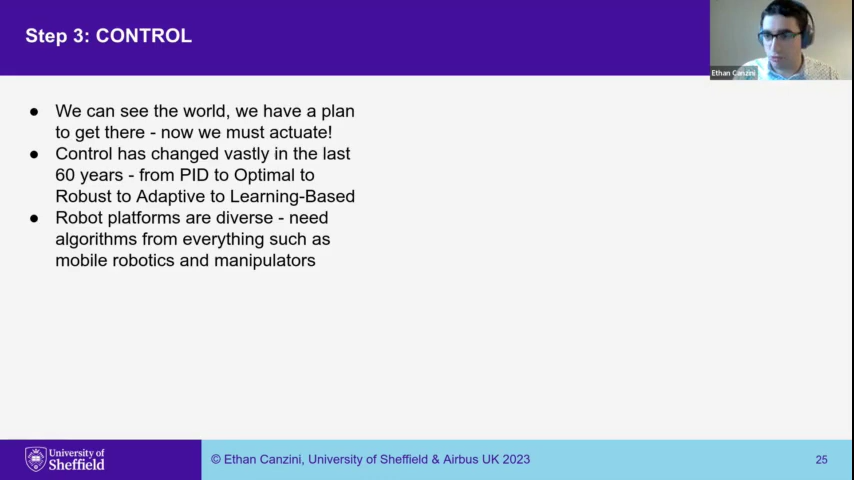 Step 3: CONTROL
Ethan Canzini
● We can see the world, we have a plan
to get there - now we must actuate!
● Control has changed vastly in the last
60 years - from PID to Optimal to
Robust to Adaptive to Learning-Based
● Robot platforms are diverse - need
algorithms from everything such as
mobile robotics and manipulators
University of
Sheffield
© Ethan Canzini, University of Sheffield & Airbus UK 2023
25